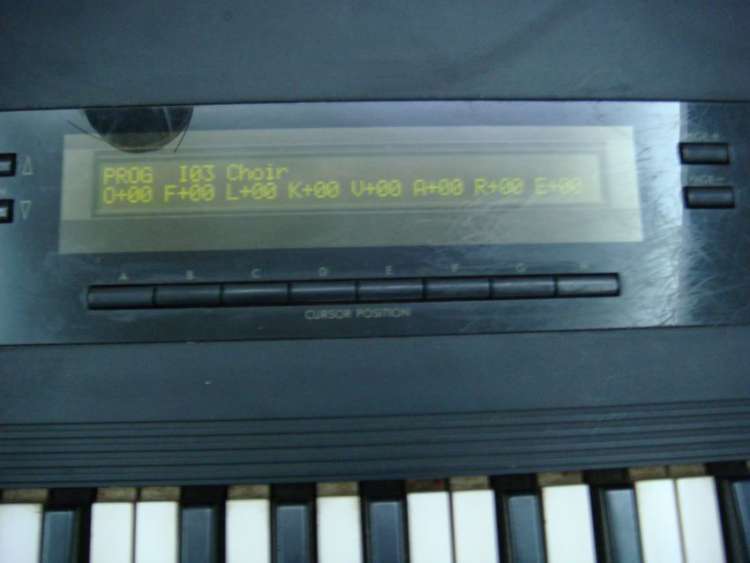 PROG I03 Choir
O+00 F+00 L+00 K+00 V+00 A+00 R+00 E+00
A B C D E F G H
CURSOR POSITION